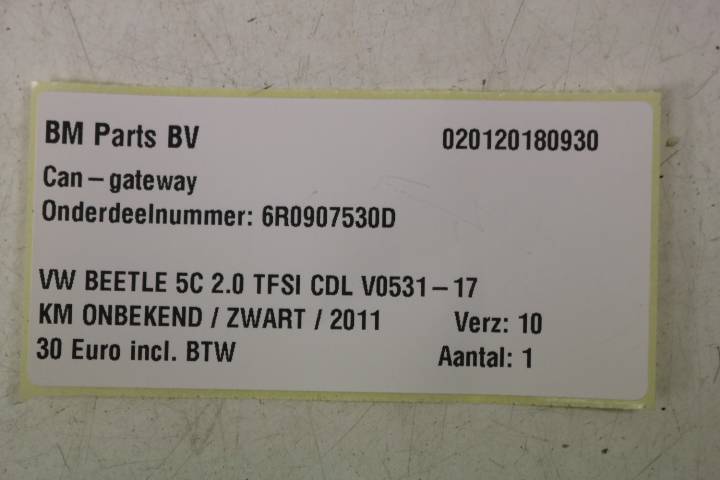 BM Parts BV 020120180930
Can - gateway
Onderdeelnummer: 6R0907530D
VW BEETLE 5C 2.0 TFSI CDL V0531 - 17
KM ONBEKEND / ZWART / 2011 Verz: 10
30 Euro incl. BTW Aantal: 1